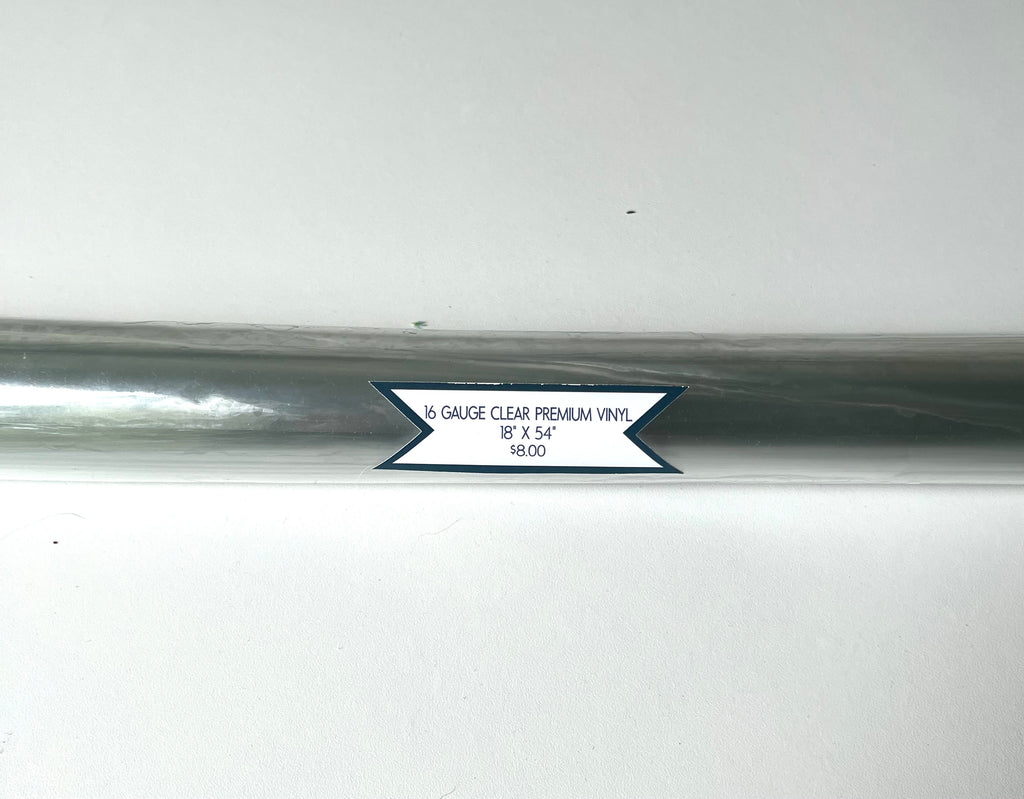 16 GAUGE CLEAR PREMIUM VINYL
18" X 54"
$8.00